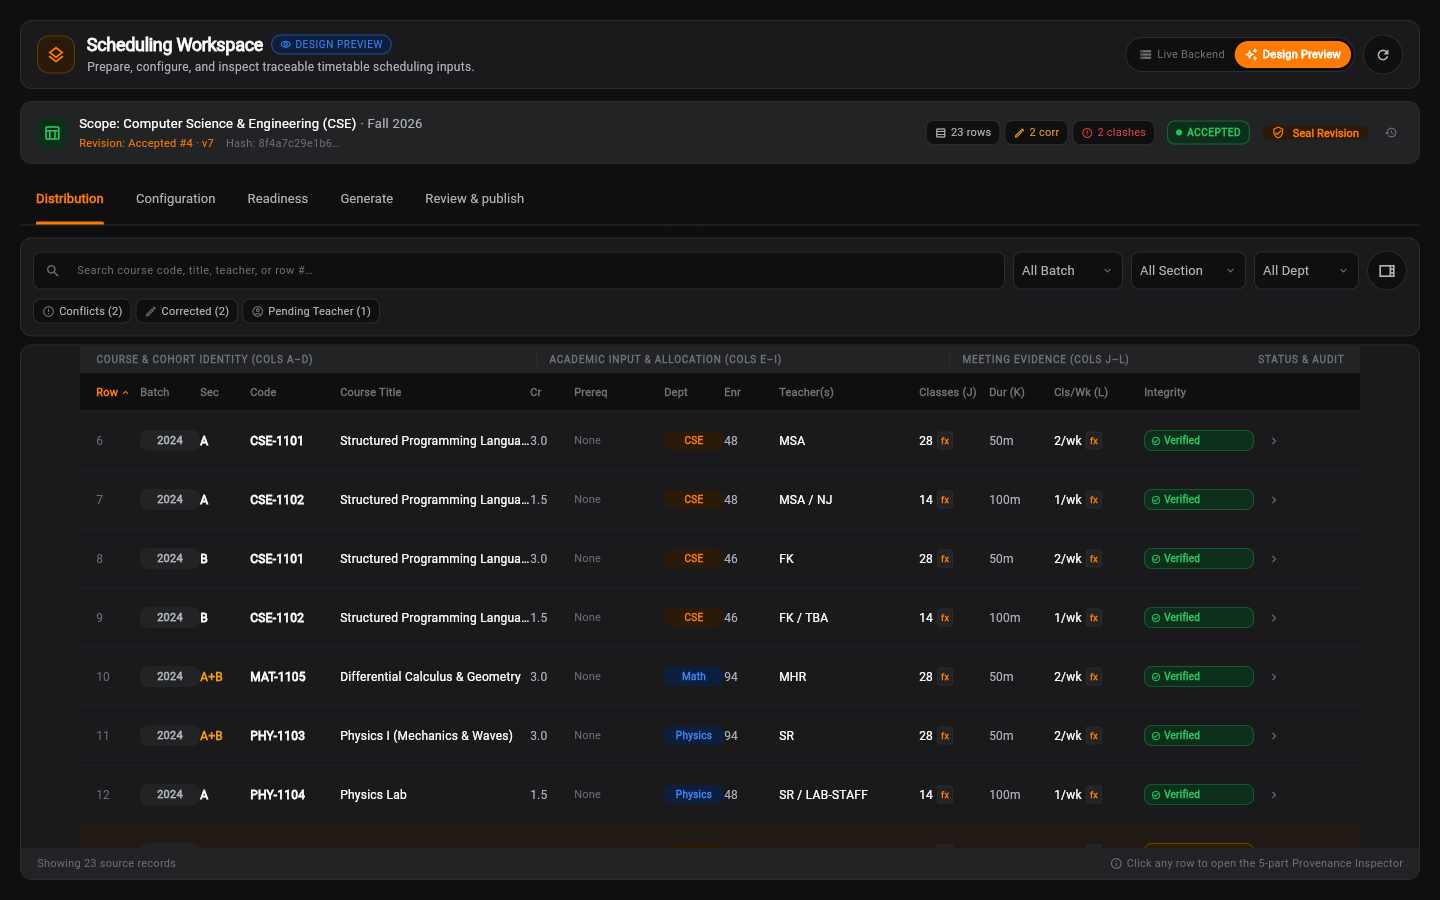 Scheduling Workspace DESIGN PREVIEW
Prepare, configure, and inspect traceable timetable scheduling inputs.
Live Backend Design Preview
Scope: Computer Science & Engineering (CSE) · Fall 2026
Revision: Accepted #4 · v7 Hash: 8f4a7c29e1b6…
23 rows 2 corr 2 clashes ACCEPTED Seal Revision
Distribution Configuration Readiness Generate Review & publish
Search course code, title, teacher, or row #… All Batch All Section All Dept
Conflicts (2) Corrected (2) Pending Teacher (1)
COURSE & COHORT IDENTITY (COLS A–D) ACADEMIC INPUT & ALLOCATION (COLS E–I) MEETING EVIDENCE (COLS J–L) STATUS & AUDIT
Row Batch Sec Code Course Title Cr Prereq Dept Enr Teacher(s) Classes (J) Dur (K) Cls/Wk (L) Integrity
6 2024 A CSE-1101 Structured Programming Langua… 3.0 None CSE 48 MSA 28 fx 50m 2/wk fx Verified
7 2024 A CSE-1102 Structured Programming Langua… 1.5 None CSE 48 MSA / NJ 14 fx 100m 1/wk fx Verified
8 2024 B CSE-1101 Structured Programming Langua… 3.0 None CSE 46 FK 28 fx 50m 2/wk fx Verified
9 2024 B CSE-1102 Structured Programming Langua… 1.5 None CSE 46 FK / TBA 14 fx 100m 1/wk fx Verified
10 2024 A+B MAT-1105 Differential Calculus & Geometry 3.0 None Math 94 MHR 28 fx 50m 2/wk fx Verified
11 2024 A+B PHY-1103 Physics I (Mechanics & Waves) 3.0 None Physics 94 SR 28 fx 50m 2/wk fx Verified
12 2024 A PHY-1104 Physics Lab 1.5 None Physics 48 SR / LAB-STAFF 14 fx 100m 1/wk fx Verified
Showing 23 source records Click any row to open the 5-part Provenance Inspector